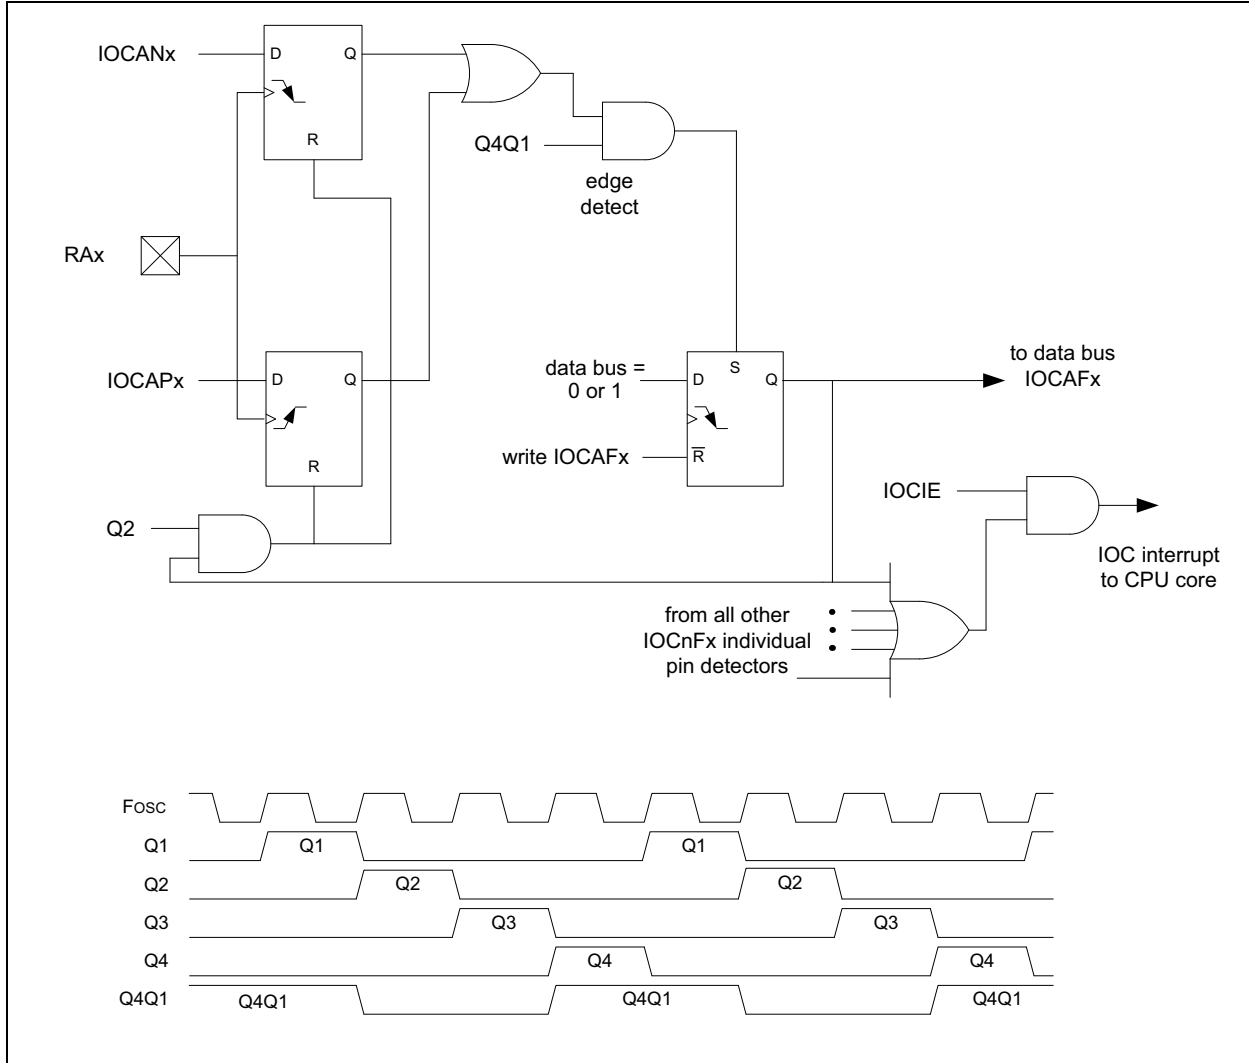 IOCANx
D
Q
R
Q4Q1
edge
detect
RAx
IOCAPx
D
Q
R
data bus =
0 or 1
D
S
Q
R
write IOCAFx
to data bus
IOCAFx
Q2
IOCIE
IOC interrupt
to CPU core
from all other
IOCnFx individual
pin detectors
FOSC
Q1
Q1
Q1
Q2
Q2
Q2
Q3
Q3
Q3
Q4
Q4
Q4
Q4Q1
Q4Q1
Q4Q1
Q4Q1